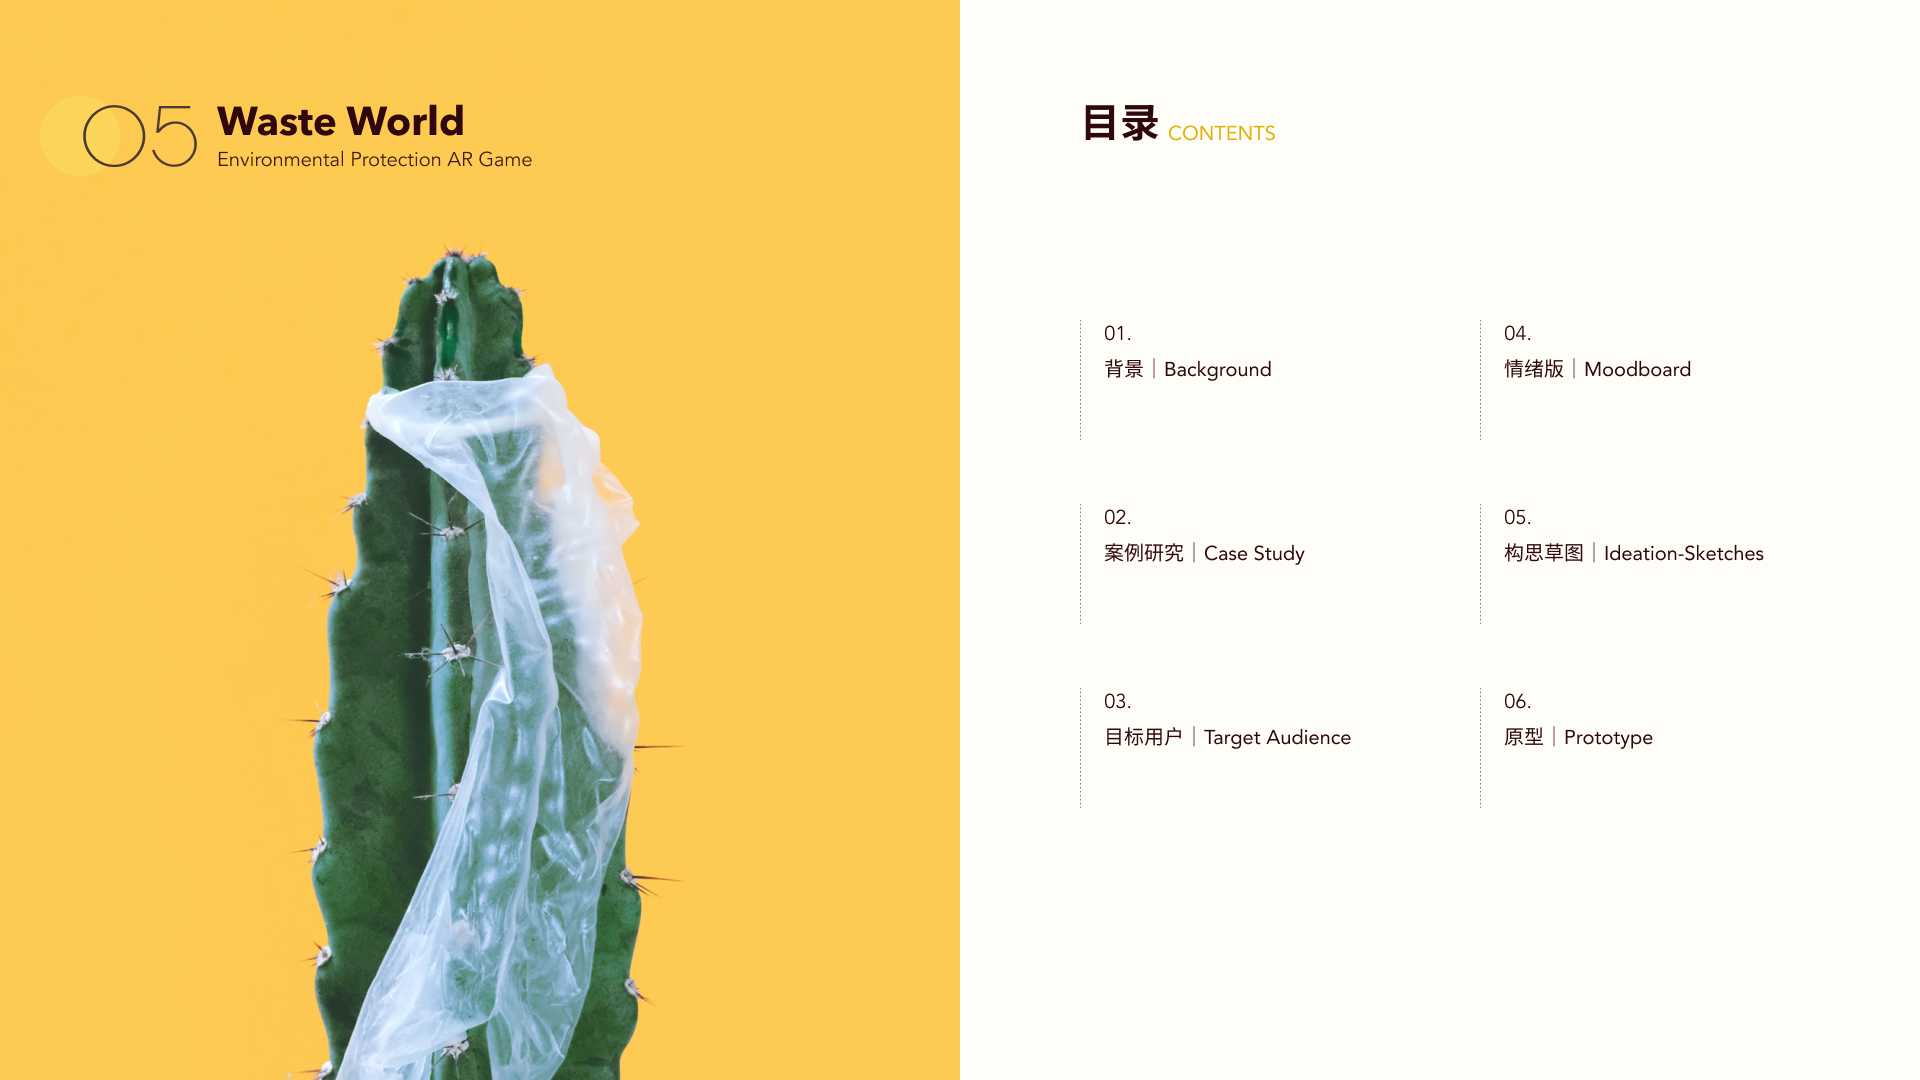 05
Waste World
Environmental Protection AR Game
目录 CONTENTS
01.
背景｜Background
02.
案例研究｜Case Study
03.
目标用户｜Target Audience
04.
情绪版｜Moodboard
05.
构思草图｜Ideation-Sketches
06.
原型｜Prototype